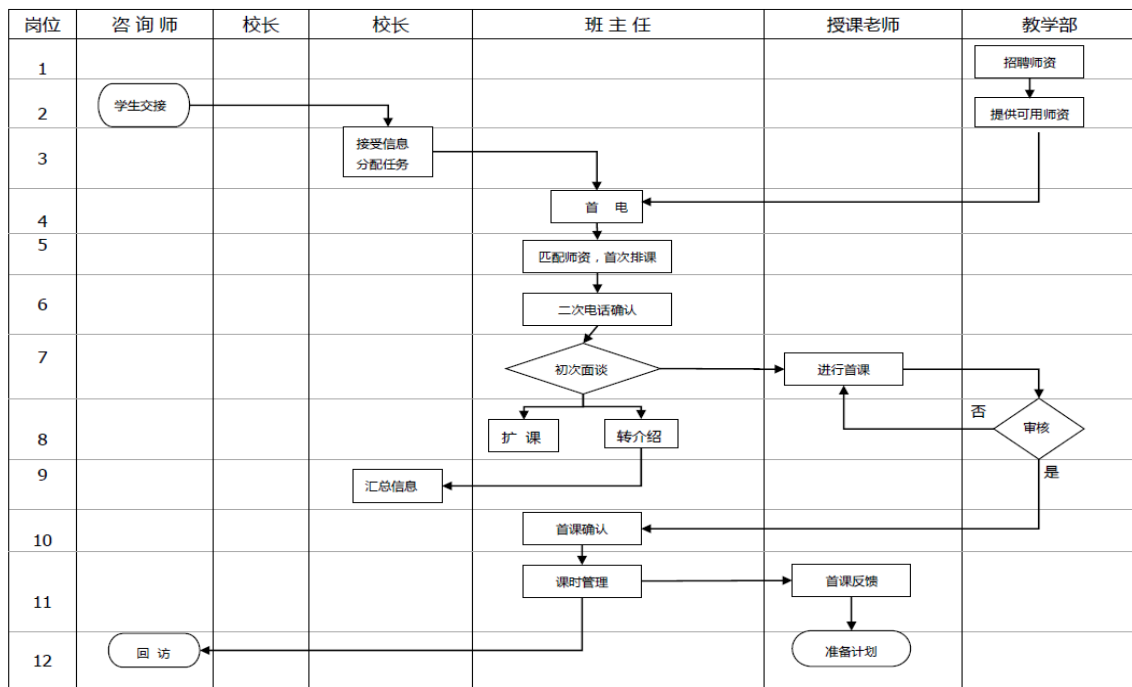 岗位 咨 询 师 校长 校长 班 主 任 授课老师 教学部
1 招聘师资
2 学生交接 提供可用师资
3 接受信息
分配任务
4 首 电
5 匹配师资，首次排课
6 二次电话确认
7 初次面谈 进行首课
否
8 扩 课 转介绍 审核
9 汇总信息 是
10 首课确认
11 课时管理 首课反馈
12 回 访 准备计划